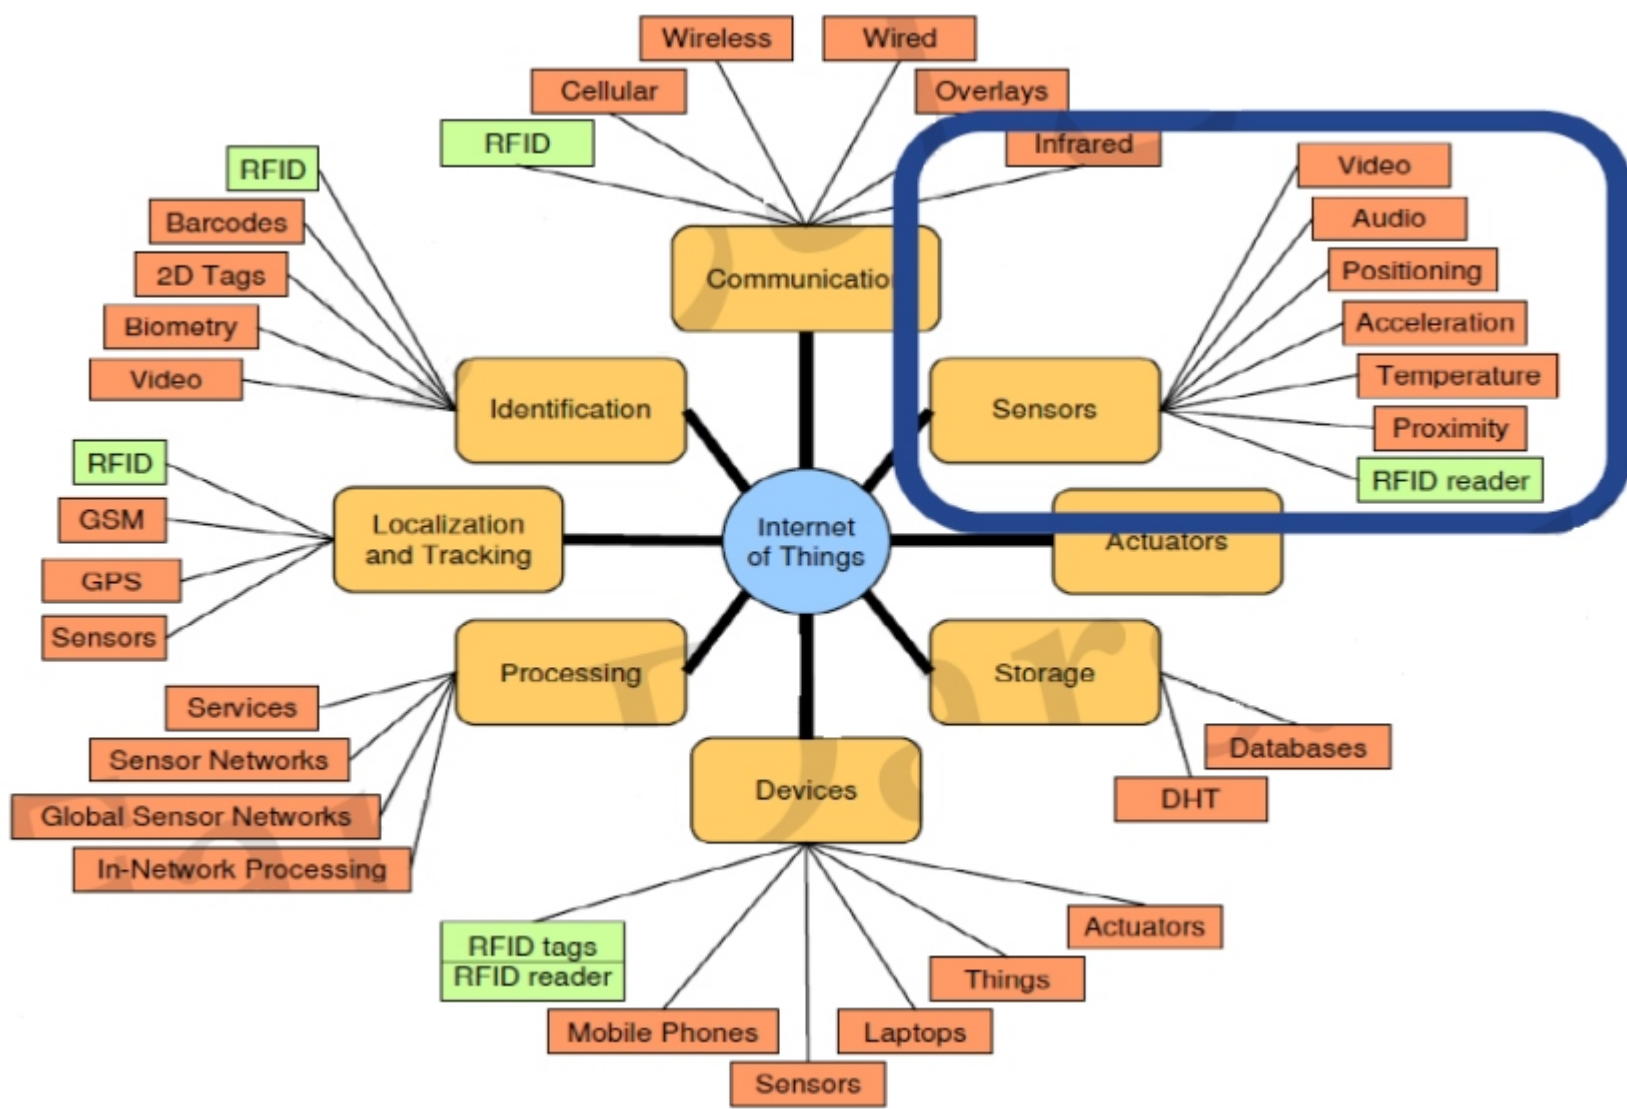 Wireless
Wired
Cellular
Overlays
RFID
Infrared
RFID
Barcodes
2D Tags
Biometry
Video
Communication
Video
Audio
Positioning
Acceleration
Temperature
Proximity
RFID reader
Identification
Sensors
RFID
GSM
GPS
Sensors
Localization
and Tracking
Internet
of Things
Actuators
Processing
Storage
Services
Sensor Networks
Global Sensor Networks
In-Network Processing
Devices
Databases
DHT
RFID tags
RFID reader
Mobile Phones
Sensors
Laptops
Things
Actuators